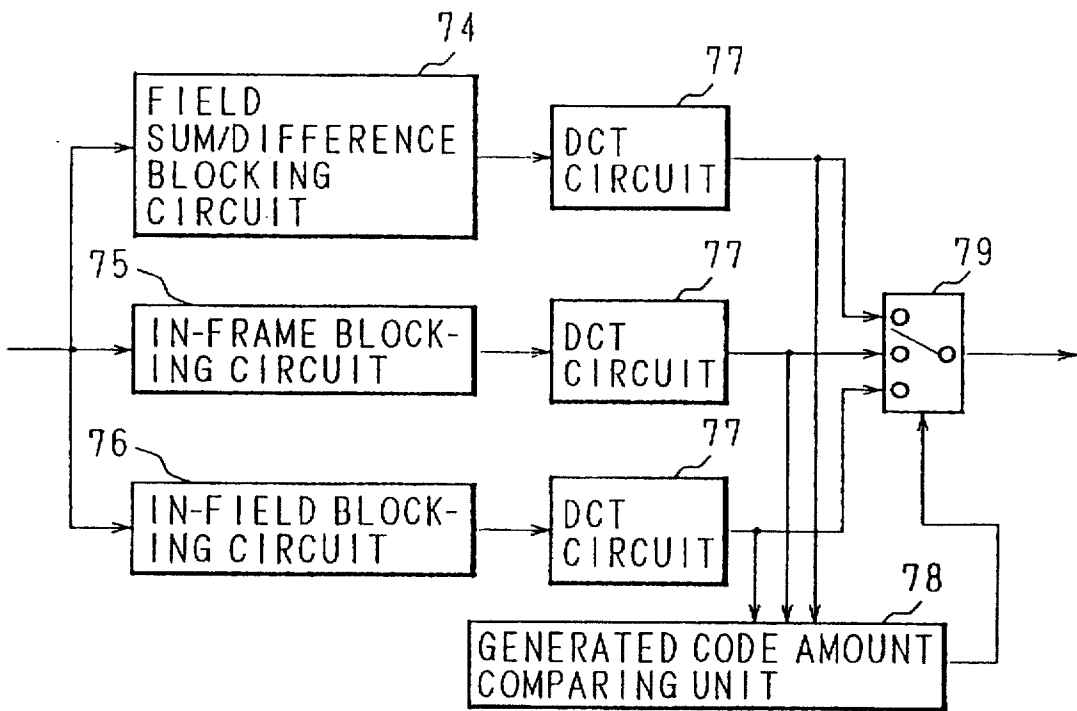 74
FIELD
SUM/DIFFERENCE
BLOCKING
CIRCUIT
77
DCT
CIRCUIT
75
IN-FRAME BLOCK-
ING CIRCUIT
77
DCT
CIRCUIT
79
76
IN-FIELD BLOCK-
ING CIRCUIT
77
DCT
CIRCUIT
78
GENERATED CODE AMOUNT
COMPARING UNIT